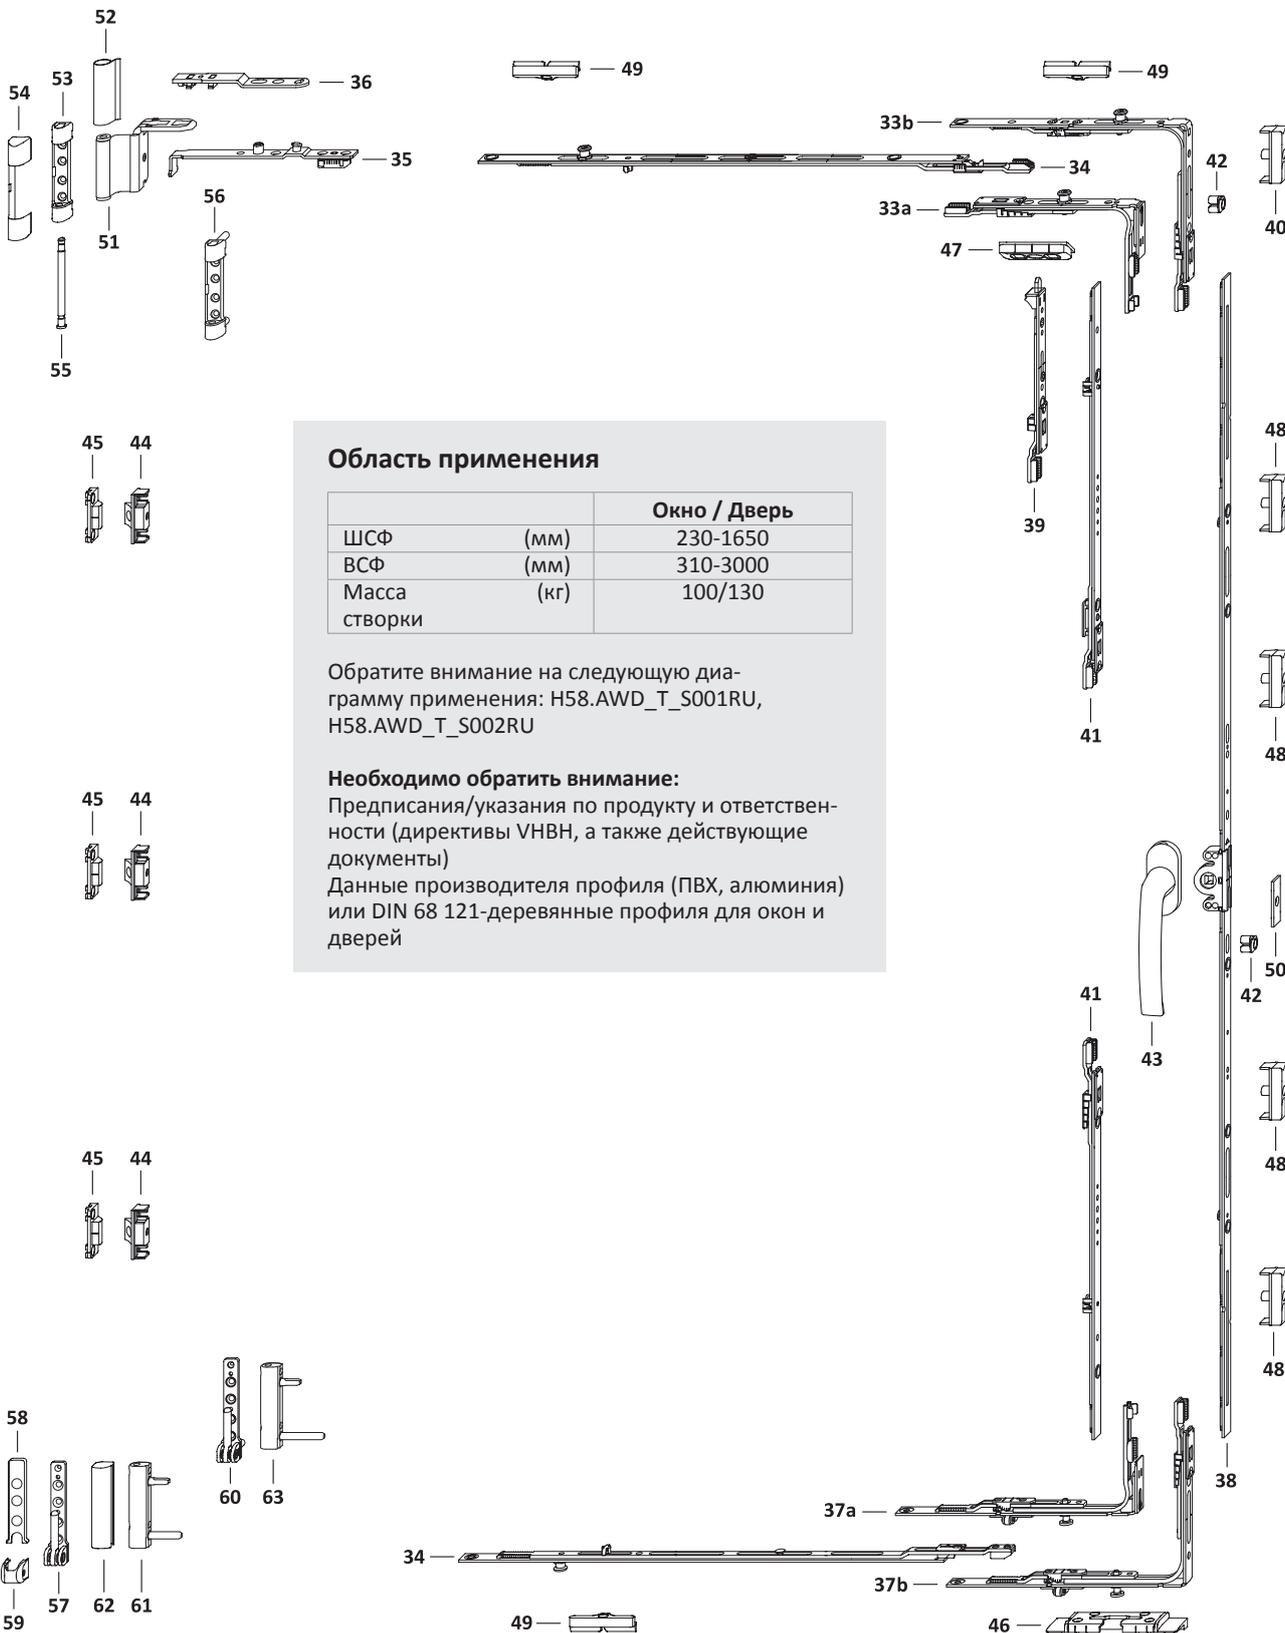 52
36
49
49
54
53
33b
35
34
42
33a
40
56
51
47
55
45
44
48
39
Область применения
Окно / Дверь
ШСФ (мм) 230-1650
ВСФ (мм) 310-3000
Масса (кг) 100/130
створки
Обратите внимание на следующую диа-
грамму применения: H58.AWD_T_S001RU,
H58.AWD_T_S002RU
Необходимо обратить внимание:
Предписания/указания по продукту и ответствен-
ности (директивы VHBH, а также действующие
документы)
Данные производителя профиля (ПВХ, алюминия)
или DIN 68 121-деревянные профиля для окон и
дверей
41
48
45
44
50
42
41
43
45
44
48
48
58
60
63
38
37a
34
37b
59
57
62
61
49
46